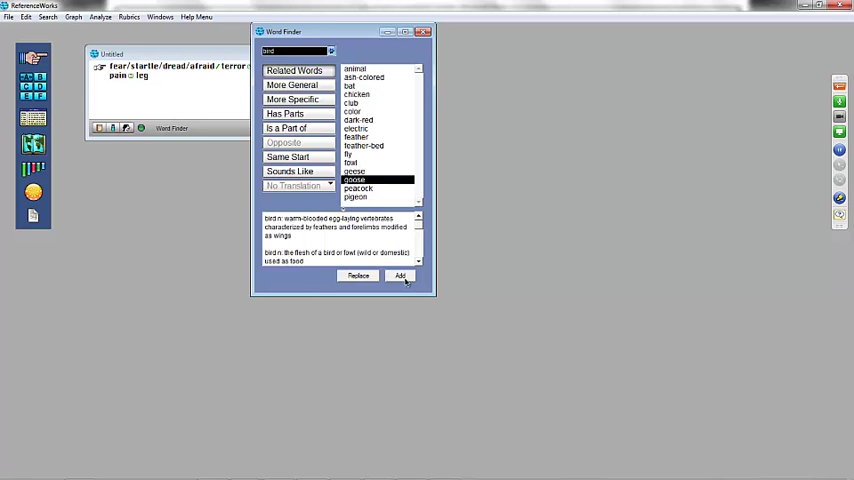 ReferenceWorks
File Edit Search Graph Analyze Rubrics Windows Help Menu
Untitled
fear/startle/dread/afraid/terror
pain leg
Word Finder
Word Finder
bird
Related Words
More General
More Specific
Has Parts
Is a Part of
Opposite
Same Start
Sounds Like
No Translation
animal
ash-colored
bat
chicken
club
color
dark-red
electric
feather
feather-bed
fly
fowl
geese
goose
peacock
pigeon
bird n: warm-blooded egg-laying vertebrates
characterized by feathers and forelimbs modified
as wings
bird n: the flesh of a bird or fowl (wild or domestic)
used as food
Replace Add
A B
C D
E F